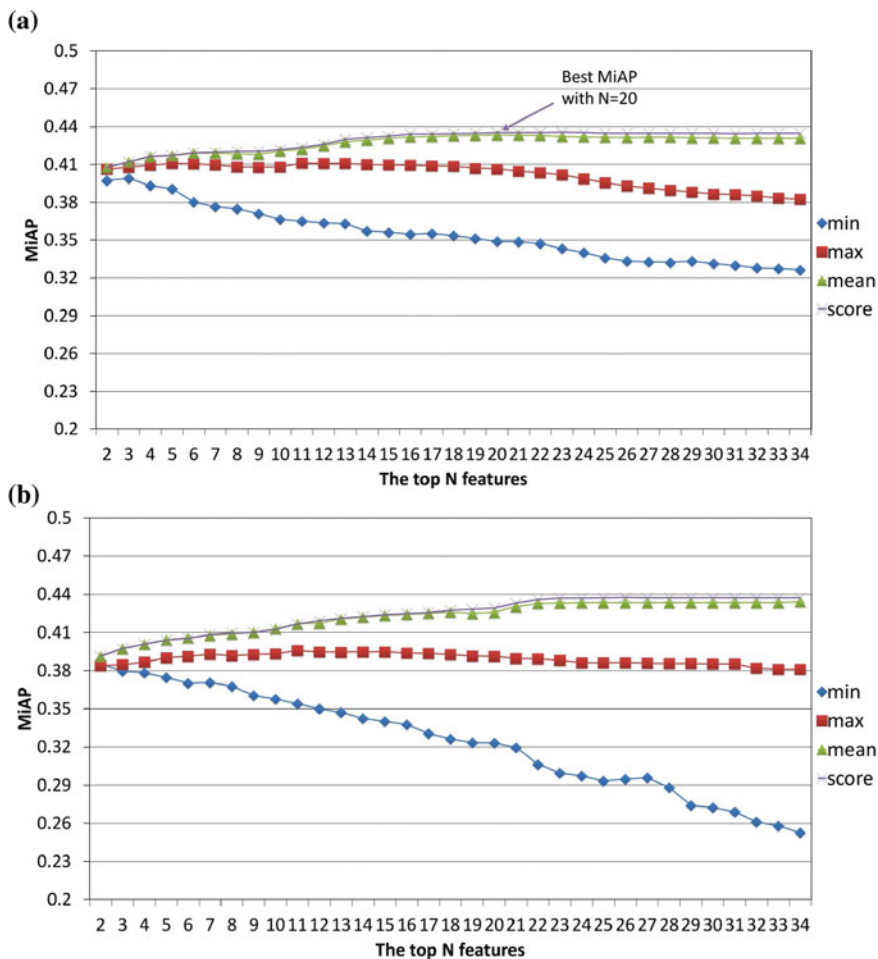 (a)
0.5
0.47
0.44
0.41
0.38
0.35
0.32
0.29
0.26
0.23
0.2
MiAP
Best MiAP
with N=20
min
max
mean
score
2 3 4 5 6 7 8 9 10 11 12 13 14 15 16 17 18 19 20 21 22 23 24 25 26 27 28 29 30 31 32 33 34
The top N features
(b)
0.5
0.47
0.44
0.41
0.38
0.35
0.32
0.29
0.26
0.23
0.2
MiAP
min
max
mean
score
2 3 4 5 6 7 8 9 10 11 12 13 14 15 16 17 18 19 20 21 22 23 24 25 26 27 28 29 30 31 32 33 34
The top N features